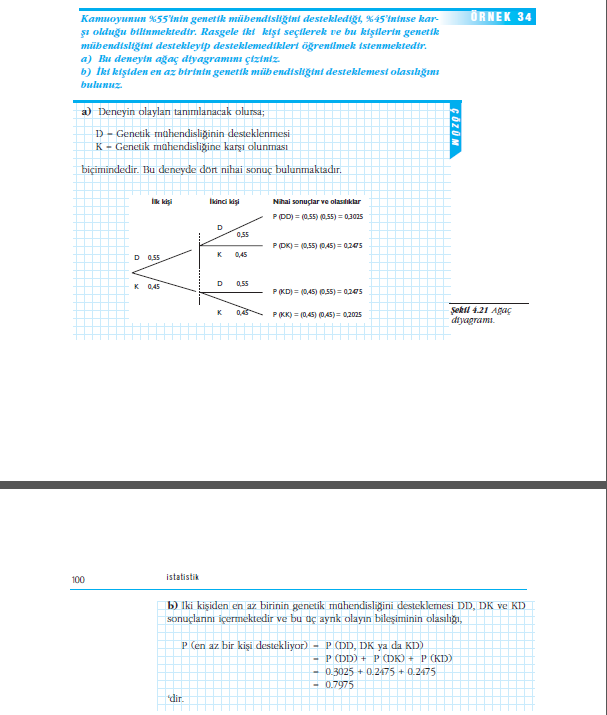 ÖRNEK 34
Kamuoyunun %55'inin genetik mühendisliğini desteklediği, %45'ininse kar-
şı olduğu bilinmektedir. Rasgele iki kişi seçilerek ve bu kişilerin genetik
mühendisliğini destekleyip desteklemedikleri öğrenilmek istenmektedir.
a) Bu deneyin ağaç diyagramını çiziniz.
b) İki kişiden en az birinin genetik mühendisliğini desteklemesi olasılığını
bulunuz.
ÇÖZÜM
a) Deneyin olayları tanımlanacak olursa;
D = Genetik mühendisliğinin desteklenmesi
K = Genetik mühendisliğine karşı olunması
biçimindedir. Bu deneyde dört nihai sonuç bulunmaktadır.
İlk kişi İkinci kişi Nihai sonuçlar ve olasılıklar
P (DD) = (0,55) (0,55) = 0,3025
D 0,55
P (DK) = (0,55) (0,45) = 0,2475
K 0,45
D 0,55
K 0,45
D 0,55
P (KD) = (0,45) (0,55) = 0,2475
K 0,45
P (KK) = (0,45) (0,45) = 0,2025
Şekil 4.21 Ağaç
diyagramı.
100 istatistik
b) İki kişiden en az birinin genetik mühendisliğini desteklemesi DD, DK ve KD
sonuçlarını içermektedir ve bu üç ayrık olayın bileşiminin olasılığı,
P (en az bir kişi destekliyor) = P (DD, DK ya da KD)
= P (DD) + P (DK) + P (KD)
= 0.3025 + 0.2475 + 0.2475
= 0.7975
'dir.